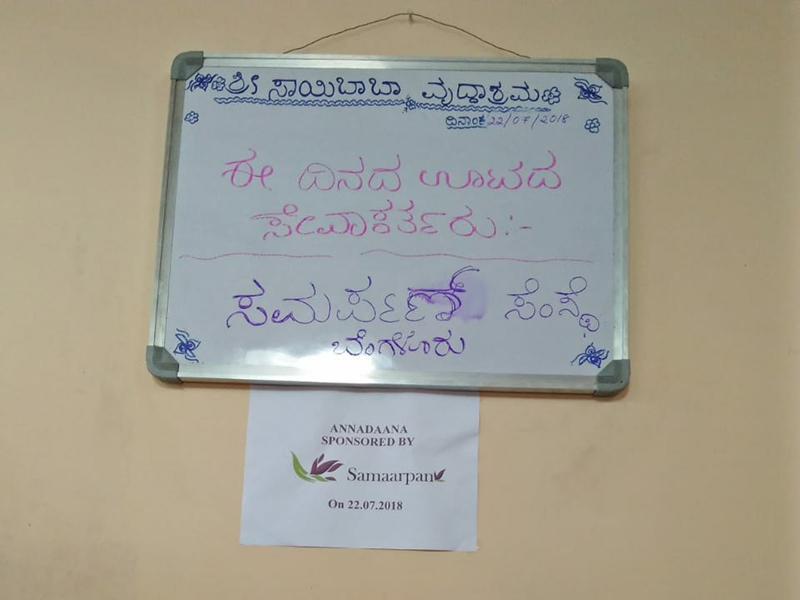 ಶ್ರೀ ಸಾಯಿಬಾಬಾ ವೃದ್ಧಾಶ್ರಮ
ದಿನಾಂಕ 22/07/2018
ಈ ದಿನದ ಊಟದ
ಸೇವಾಕರ್ತರು:-
ಸಮರ್ಪಣ್ ಸಂಸ್ಥೆ
ಬೆಂಗಳೂರು
ANNADAANA
SPONSORED BY
Samaarpan
On 22.07.2018